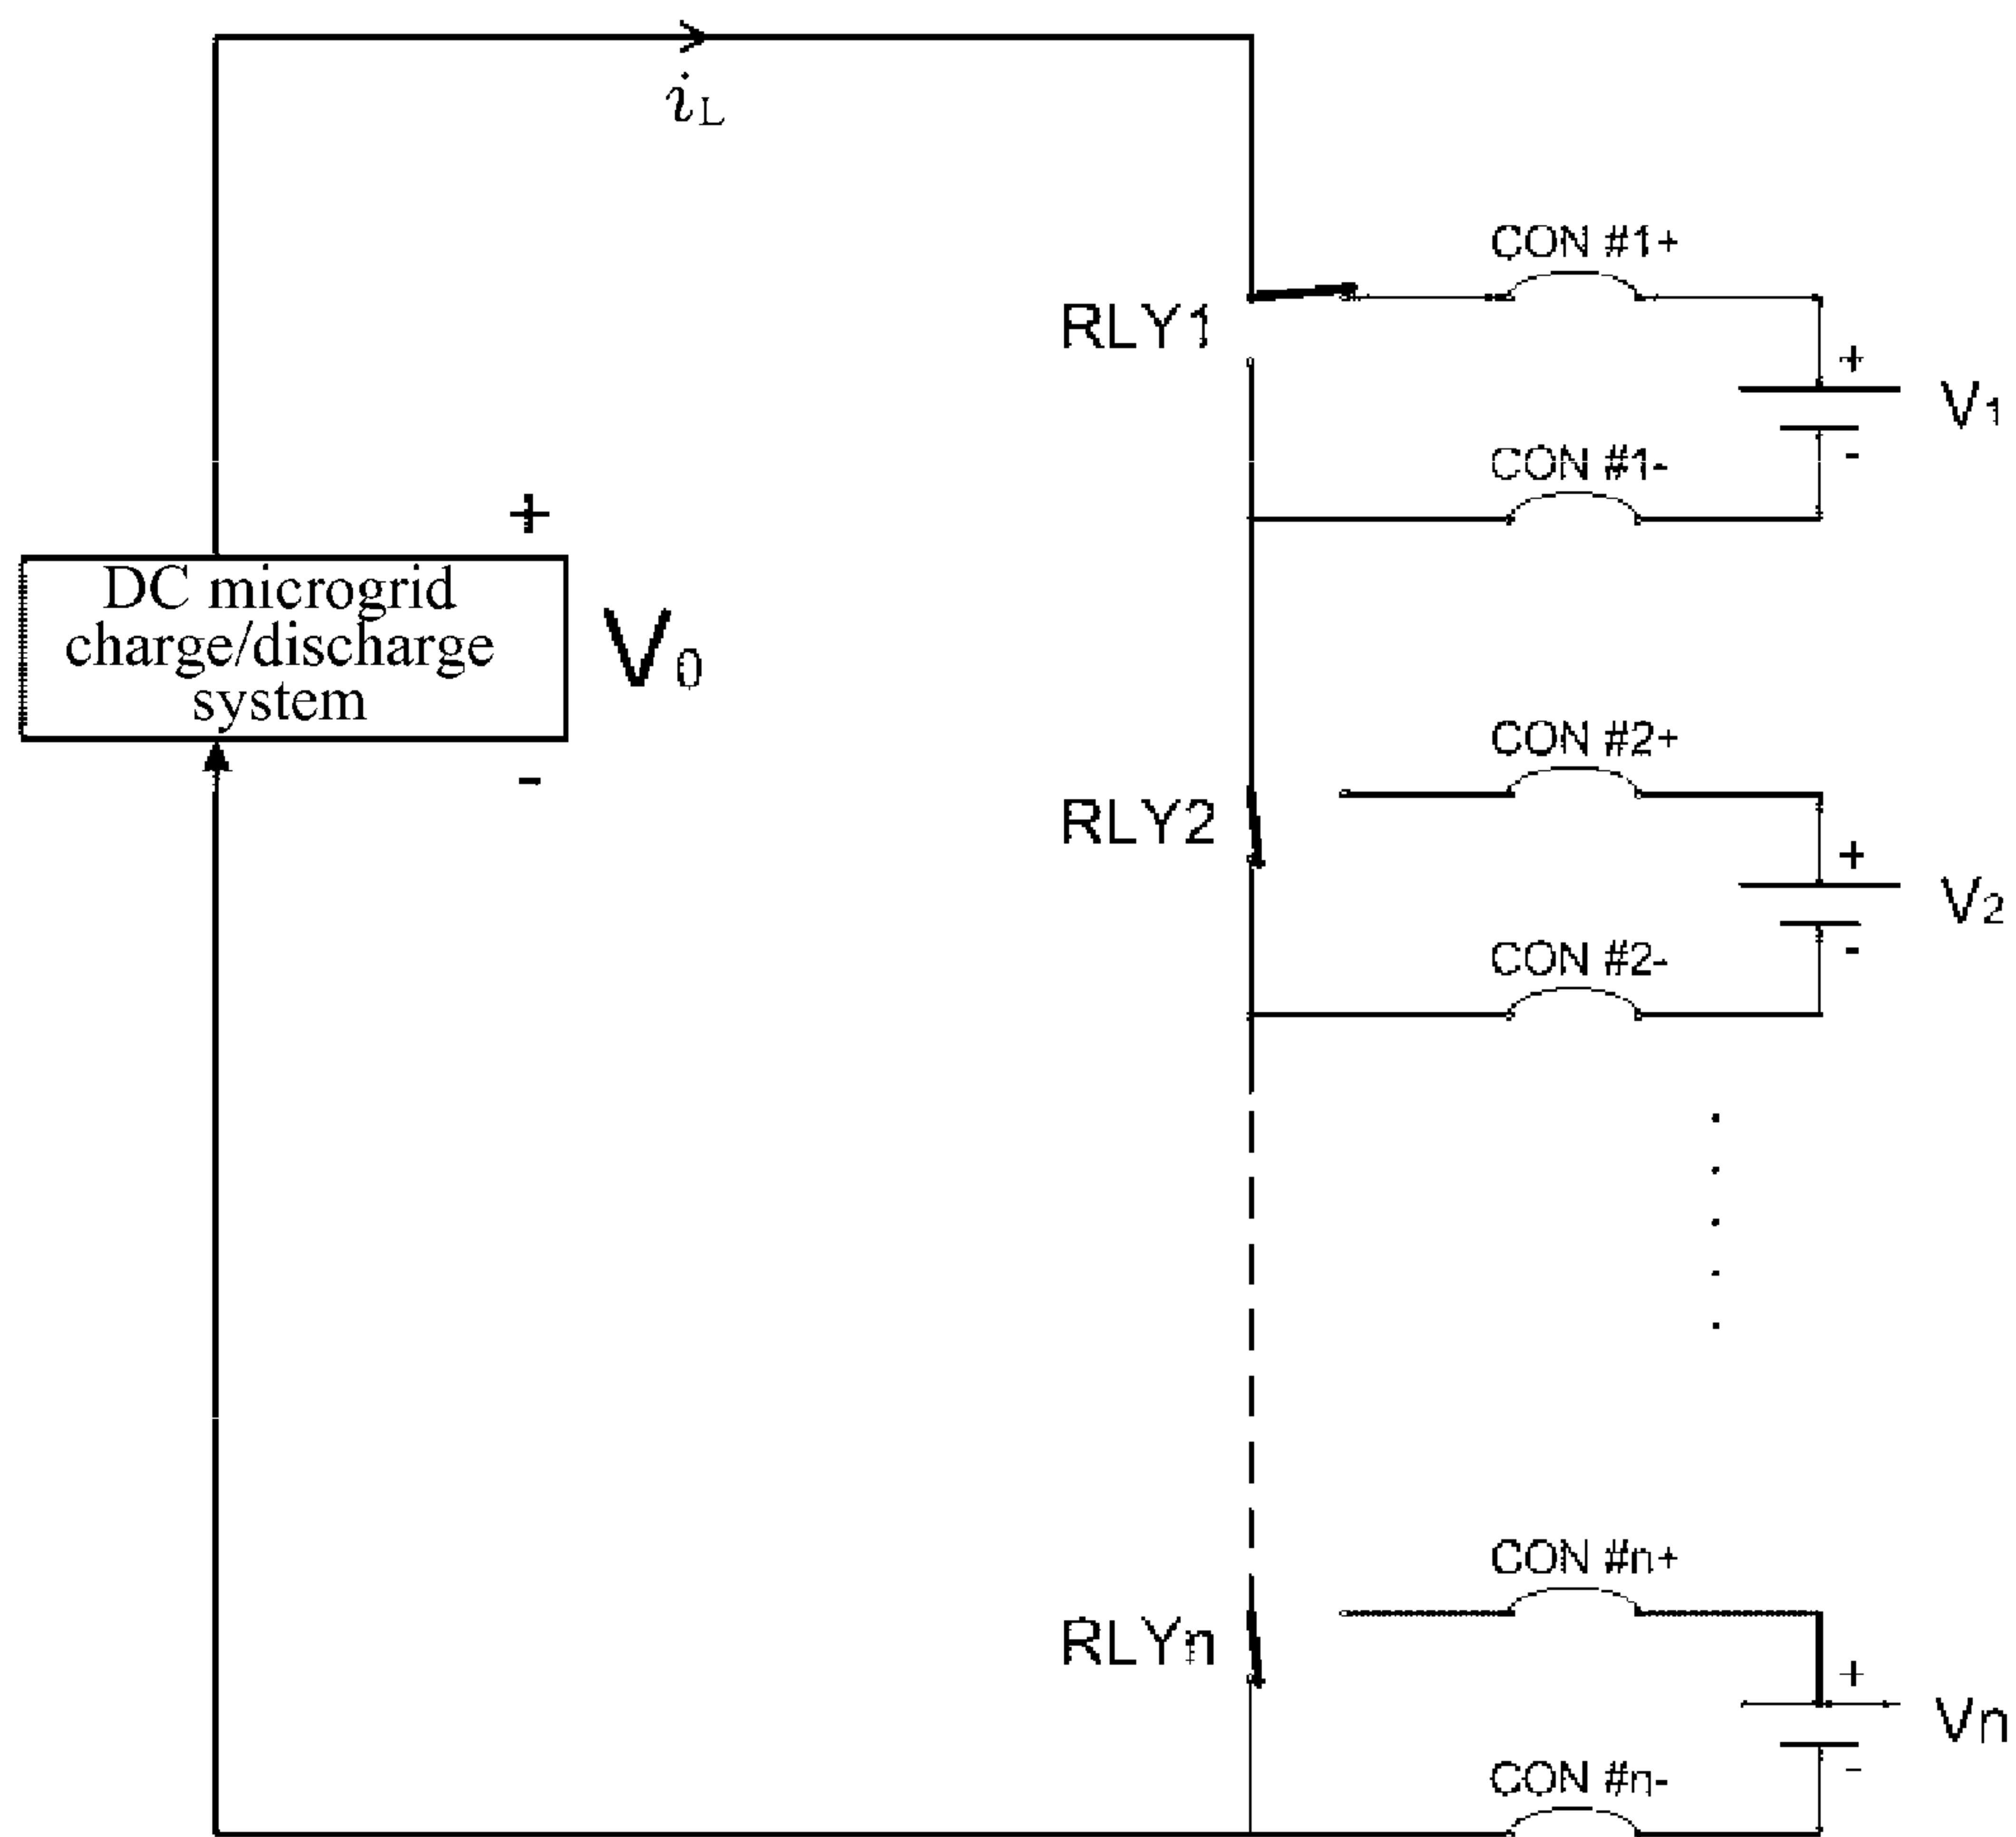 iL
CON #1+
RLY1
+
V1
CON #1-
-
+
DC microgrid
charge/discharge
system
V0
-
CON #2+
RLY2
+
V2
CON #2-
-
CON #n+
RLYn
+
Vn
CON #n-
-